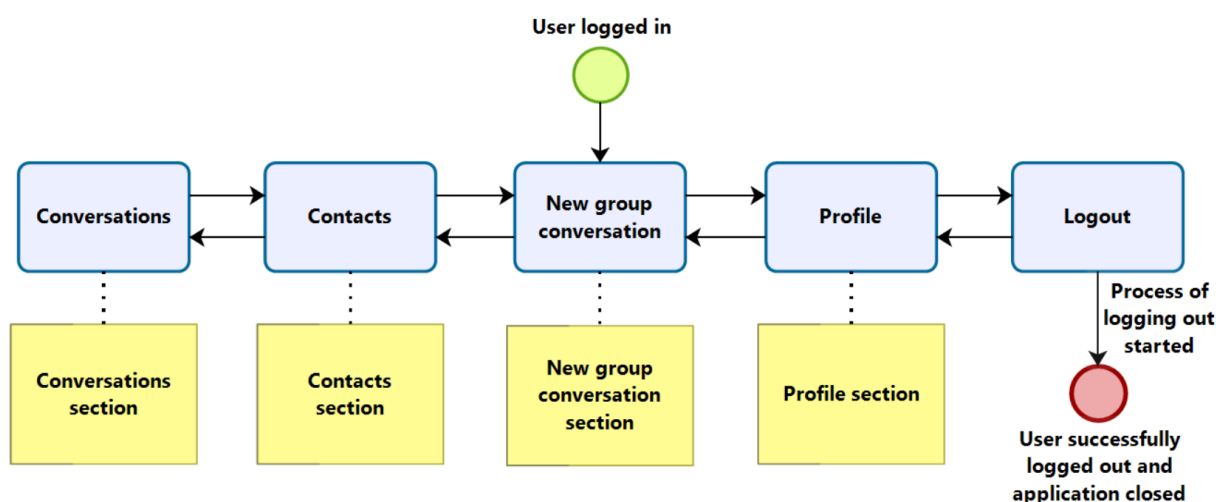 User logged in
Conversations
Contacts
New group
conversation
Profile
Logout
Process of
logging out
started
Conversations
section
Contacts
section
New group
conversation
section
Profile section
User successfully
logged out and
application closed